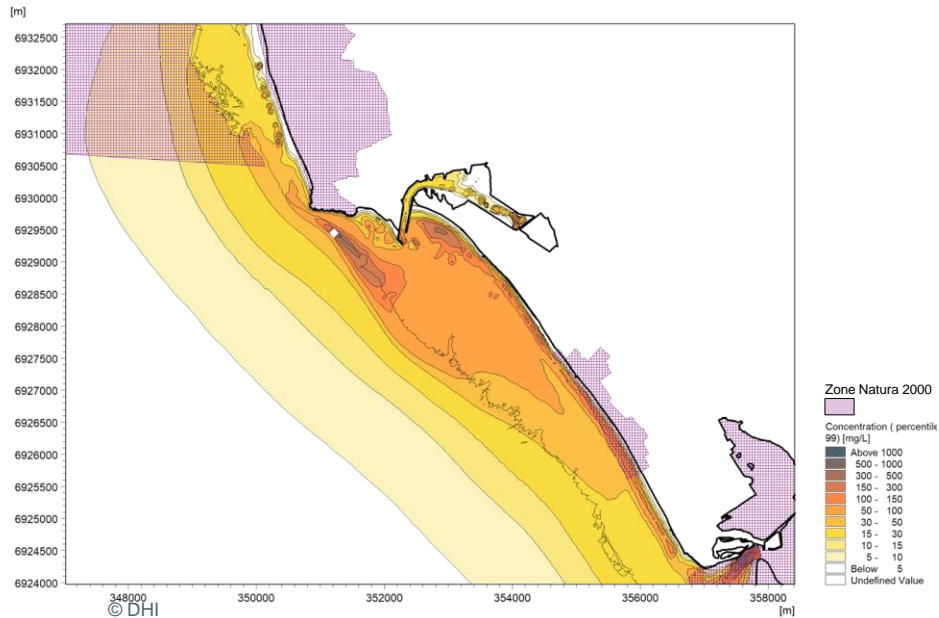 [m]
6932500
6932000
6931500
6931000
6930500
6930000
6929500
6929000
6928500
6928000
6927500
6927000
6926500
6926000
6925500
6925000
6924500
6924000
348000 350000 352000 354000 356000 358000
[m]
© DHI
Zone Natura 2000
Concentration ( percentile
99) [mg/L]
Above 1000
500 - 1000
300 - 500
150 - 300
100 - 150
50 - 100
30 - 50
15 - 30
10 - 15
5 - 10
Below 5
Undefined Value